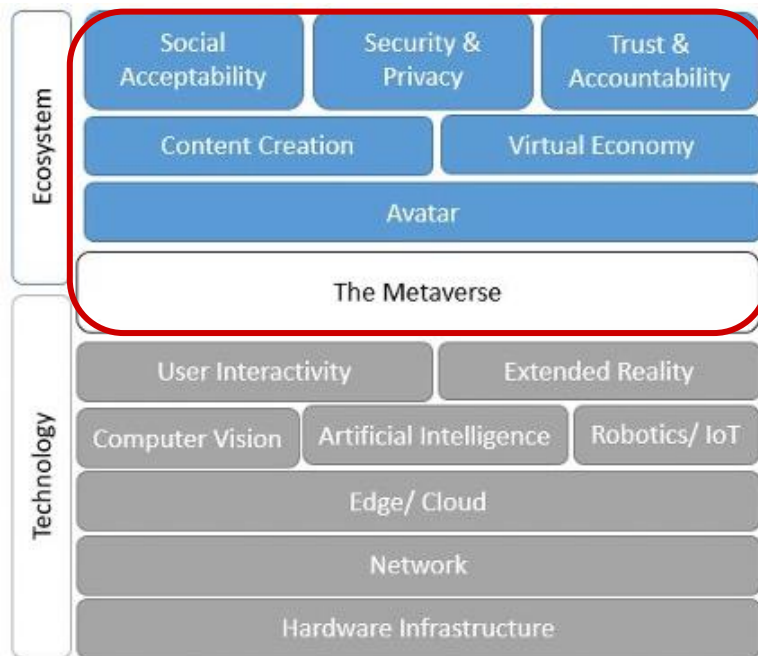 Ecosystem
Social
Acceptability
Security &
Privacy
Trust &
Accountability
Content Creation
Virtual Economy
Avatar
The Metaverse
Technology
User Interactivity
Extended Reality
Computer Vision
Artificial Intelligence
Robotics/ IoT
Edge/ Cloud
Network
Hardware Infrastructure